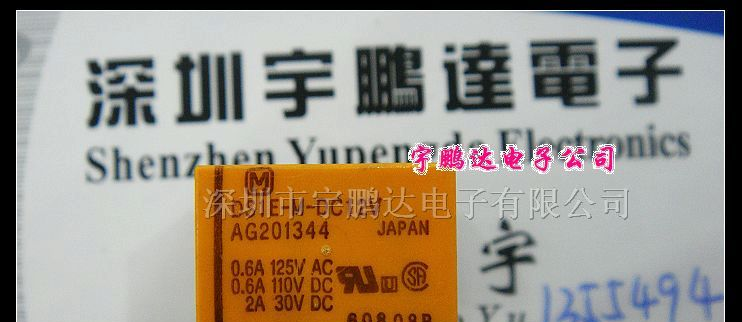 深圳宇鵬達電子
Shenzhen Electronics
宇鹏达电子公司
深圳市宇鹏达电子有限公司
AG201344 JAPAN
0.6A 125V AC
0.6A 110V DC
2A 30V DC
宇
Yu
1355494